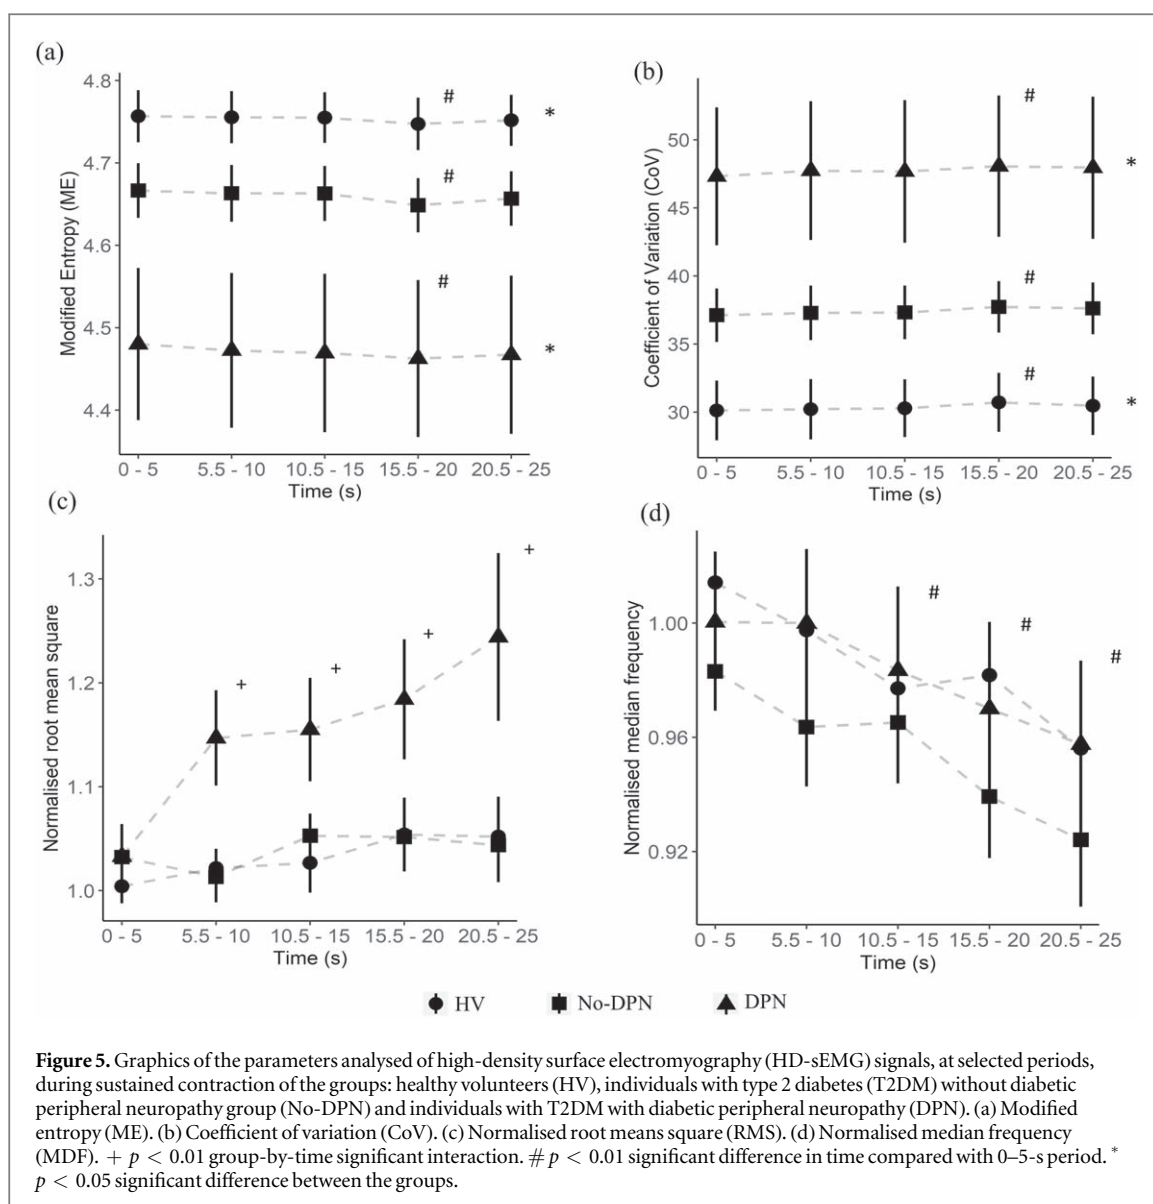 (a)
Modified Entropy (ME)
4.8
4.7
4.6
4.5
4.4
#
*
#
#
*
0 - 5 5.5 - 10 10.5 - 15 15.5 - 20 20.5 - 25
Time (s)
(b)
Coefficient of Variation (CoV)
50
45
40
35
30
#
*
#
#
*
0 - 5 5.5 - 10 10.5 - 15 15.5 - 20 20.5 - 25
Time (s)
(c)
Normalised root mean square
1.3
1.2
1.1
1.0
+
+
+
+
0 - 5 5.5 - 10 10.5 - 15 15.5 - 20 20.5 - 25
Time (s)
(d)
Normalised median frequency
1.00
0.96
0.92
#
#
#
0 - 5 5.5 - 10 10.5 - 15 15.5 - 20 20.5 - 25
Time (s)
HV No-DPN DPN
Figure 5. Graphics of the parameters analysed of high-density surface electromyography (HD-sEMG) signals, at selected periods,
during sustained contraction of the groups: healthy volunteers (HV), individuals with type 2 diabetes (T2DM) without diabetic
peripheral neuropathy group (No-DPN) and individuals with T2DM with diabetic peripheral neuropathy (DPN). (a) Modified
entropy (ME). (b) Coefficient of variation (CoV). (c) Normalised root means square (RMS). (d) Normalised median frequency
(MDF). + p < 0.01 group-by-time significant interaction. # p < 0.01 significant difference in time compared with 0–5-s period. *
p < 0.05 significant difference between the groups.